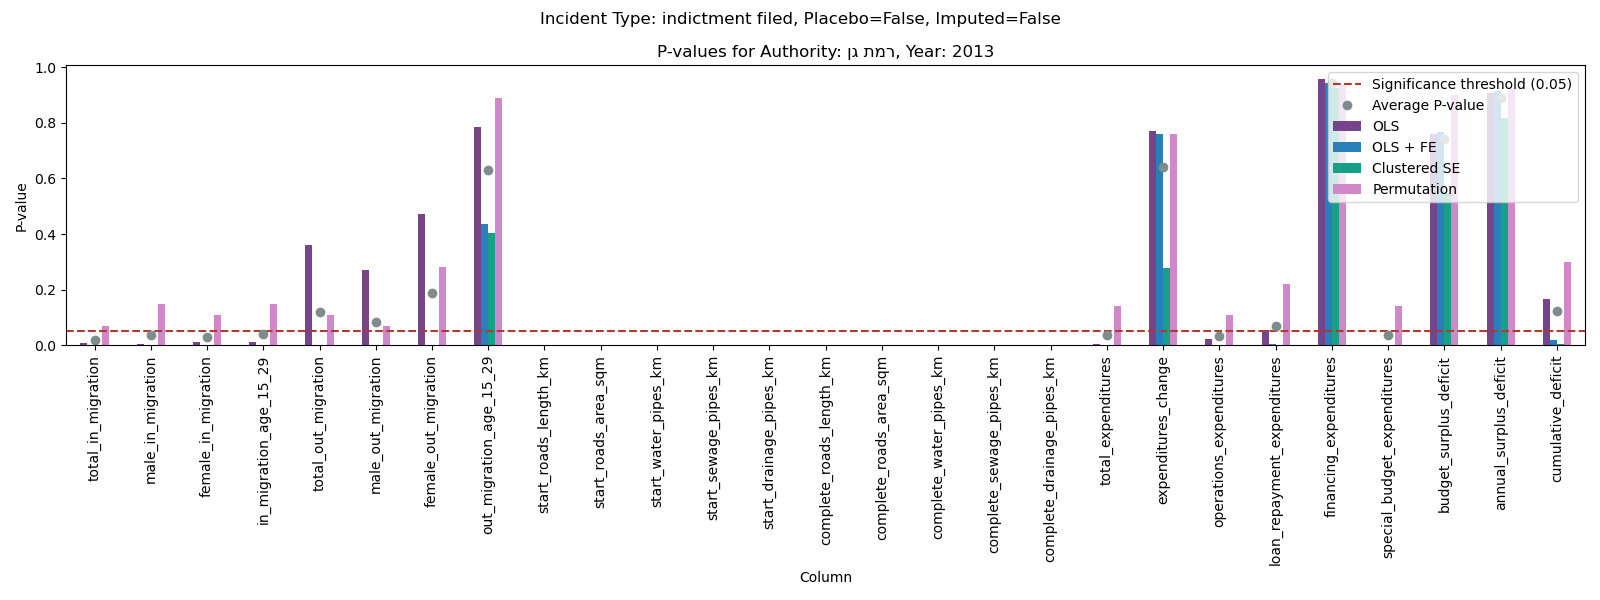 Incident Type: indictment filed, Placebo=False, Imputed=False
P-values for Authority: רמת גן, Year: 2013
P-value
1.0
0.8
0.6
0.4
0.2
0.0
Significance threshold (0.05)
Average P-value
OLS
OLS + FE
Clustered SE
Permutation
total_in_migration
male_in_migration
female_in_migration
in_migration_age_15_29
total_out_migration
male_out_migration
female_out_migration
out_migration_age_15_29
start_roads_length_km
start_roads_area_sqm
start_water_pipes_km
start_sewage_pipes_km
start_drainage_pipes_km
complete_roads_length_km
complete_roads_area_sqm
complete_water_pipes_km
complete_sewage_pipes_km
complete_drainage_pipes_km
total_expenditures
expenditures_change
operations_expenditures
loan_repayment_expenditures
financing_expenditures
special_budget_expenditures
budget_surplus_deficit
annual_surplus_deficit
cumulative_deficit
Column